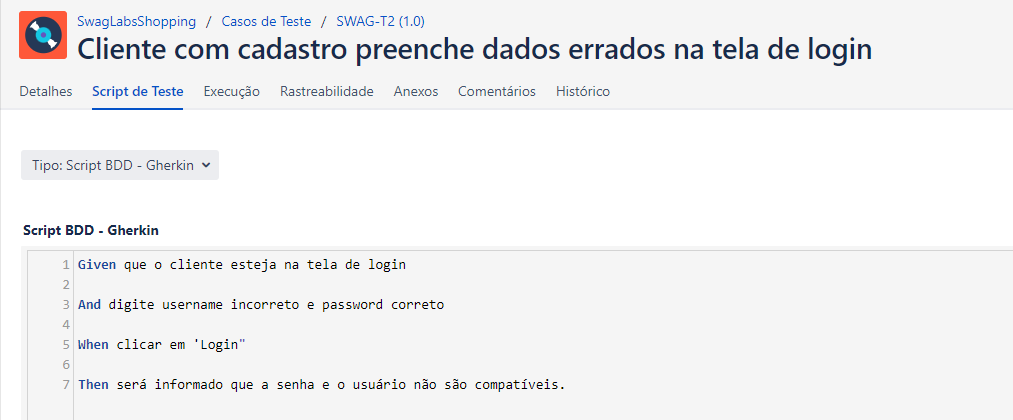 SwagLabsShopping / Casos de Teste / SWAG-T2 (1.0)
Cliente com cadastro preenche dados errados na tela de login
Detalhes Script de Teste Execução Rastreabilidade Anexos Comentários Histórico
Tipo: Script BDD - Gherkin
Script BDD - Gherkin
1 Given que o cliente esteja na tela de login
2
3 And digite username incorreto e password correto
4
5 When clicar em 'Login"
6
7 Then será informado que a senha e o usuário não são compatíveis.